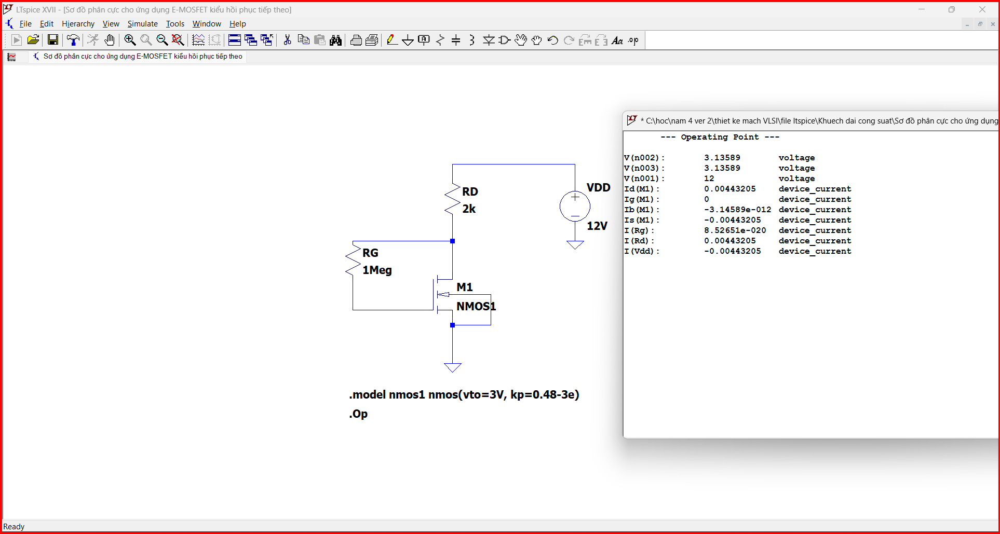 LTspice XVII - [Sơ đồ phân cực cho ứng dụng E-MOSFET kiểu hồi phục tiếp theo]
File Edit Hierarchy View Simulate Tools Window Help
Aa .op
Sơ đồ phân cực cho ứng dụng E-MOSFET kiểu hồi phục tiếp theo
* C:\hoc\nam 4 ver 2\thiet ke mach VLSI\file ltspice\Khuech dai cong suat\Sơ đồ phân cực cho ứng dụng
--- Operating Point ---
V(n002): 3.13589 voltage
V(n003): 3.13589 voltage
V(n001): 12 voltage
Id(M1): 0.00443205 device_current
Ig(M1): 0 device_current
Ib(M1): -3.14589e-012 device_current
Is(M1): -0.00443205 device_current
I(Rg): 8.52651e-020 device_current
I(Rd): 0.00443205 device_current
I(Vdd): -0.00443205 device_current
VDD
RD
2k
12V
RG
1Meg
M1
NMOS1
.model nmos1 nmos(vto=3V, kp=0.48-3e)
.Op
Ready